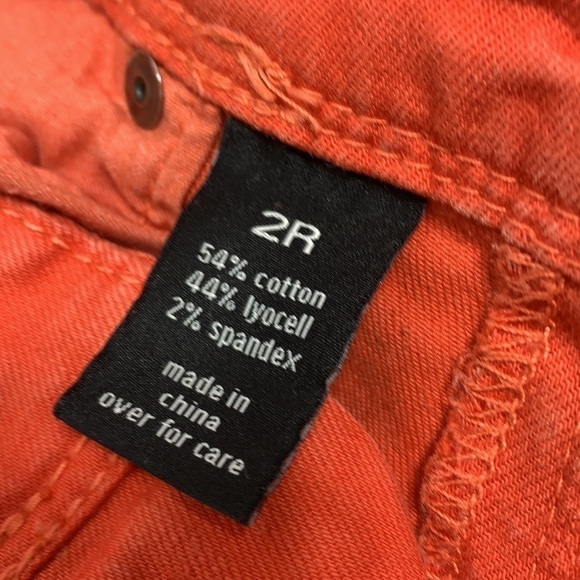 2R
54% cotton
44% lyocell
2% spandex
made in
china
over for care